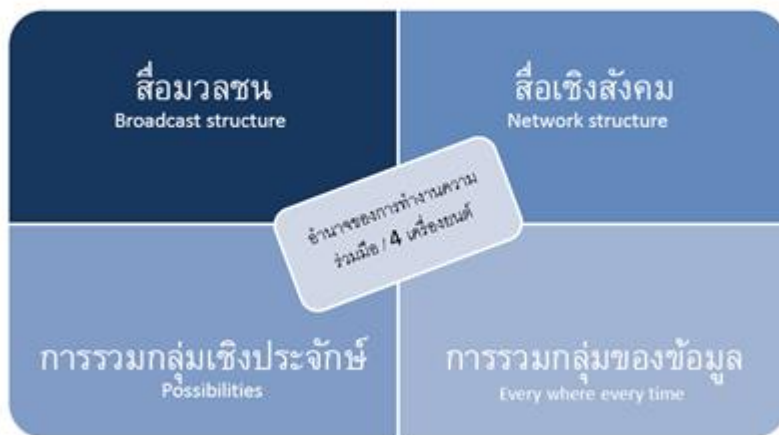 สื่อมวลชน
Broadcast structure
สื่อเชิงสังคม
Network structure
อำนาจของการทำงานความ
ร่วมมือ / 4 เครื่องยนต์
การรวมกลุ่มเชิงประจักษ์
Possibilities
การรวมกลุ่มของข้อมูล
Every where every time